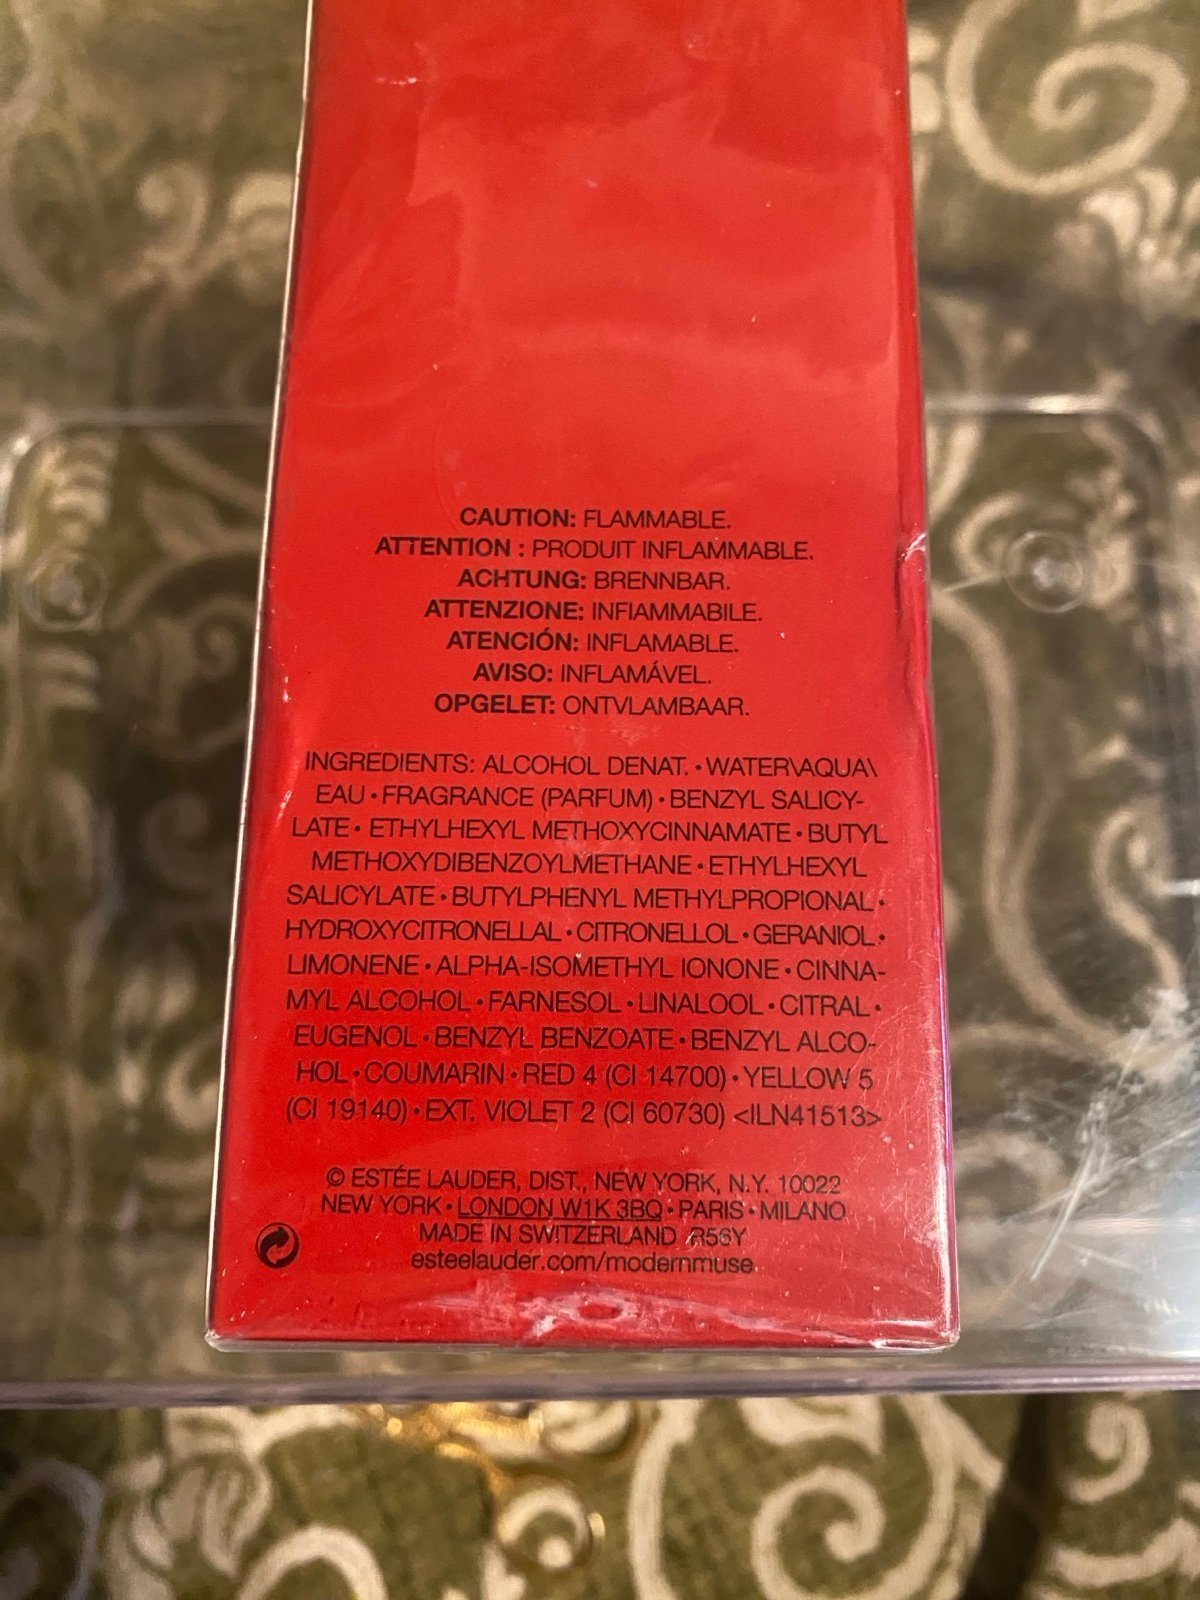 CAUTION: FLAMMABLE.
ATTENTION : PRODUIT INFLAMMABLE.
ACHTUNG: BRENNBAR.
ATTENZIONE: INFIAMMABILE.
ATENCIÓN: INFLAMABLE.
AVISO: INFLAMÁVEL.
OPGELET: ONTVLAMBAAR.
INGREDIENTS: ALCOHOL DENAT. • WATER\AQUA\
EAU • FRAGRANCE (PARFUM) • BENZYL SALICY-
LATE • ETHYLHEXYL METHOXYCINNAMATE • BUTYL
METHOXYDIBENZOYLMETHANE • ETHYLHEXYL
SALICYLATE • BUTYLPHENYL METHYLPROPIONAL •
HYDROXYCITRONELLAL • CITRONELLOL • GERANIOL •
LIMONENE • ALPHA-ISOMETHYL IONONE • CINNA-
MYL ALCOHOL • FARNESOL • LINALOOL • CITRAL •
EUGENOL • BENZYL BENZOATE • BENZYL ALCO-
HOL • COUMARIN • RED 4 (CI 14700) • YELLOW 5
(CI 19140) • EXT. VIOLET 2 (CI 60730) <ILN41513>
© ESTÉE LAUDER, DIST., NEW YORK, N.Y. 10022
NEW YORK • LONDON W1K 3BQ • PARIS • MILANO
MADE IN SWITZERLAND R56Y
esteelauder.com/modernmuse